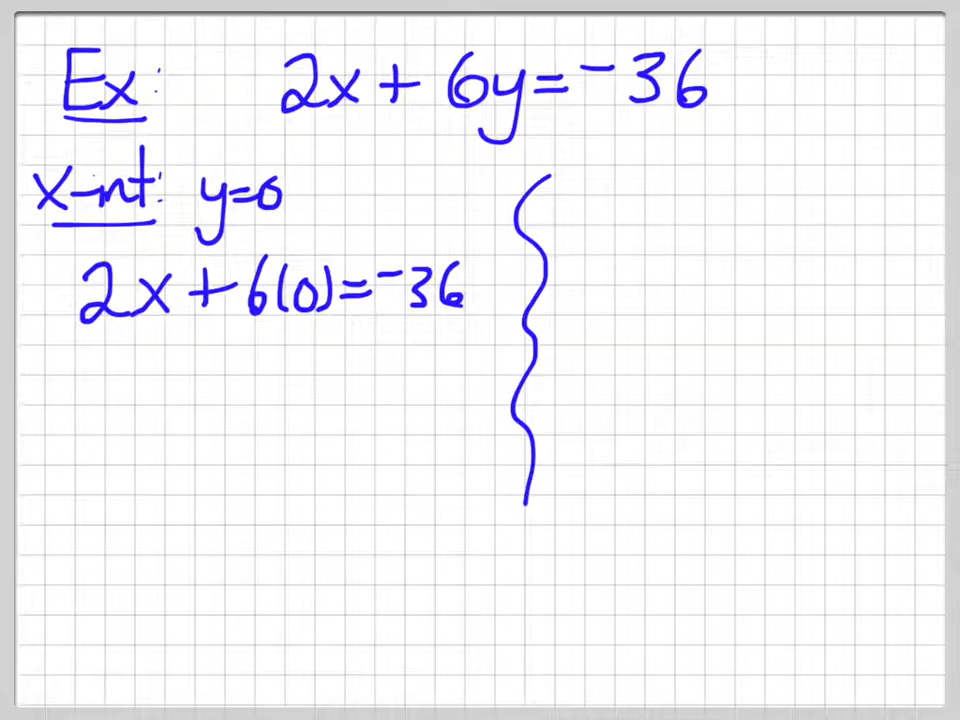 Ex: 2x + 6y = -36
x-int: y=0
2x + 6(0) = -36